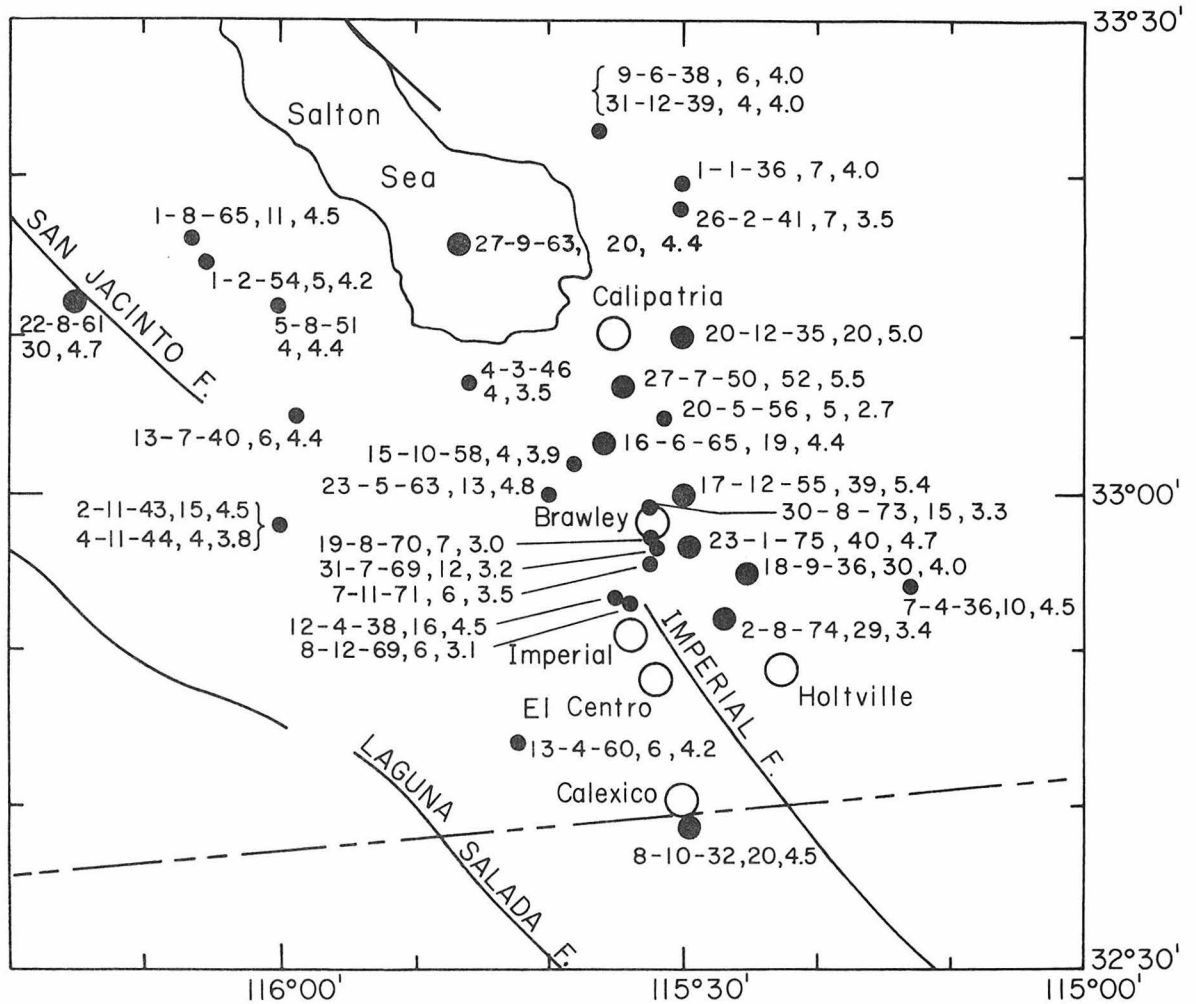 33°30'
9-6-38, 6, 4.0
31-12-39, 4, 4.0
Salton
Sea
1-1-36, 7, 4.0
26-2-41, 7, 3.5
1-8-65, 11, 4.5
27-9-63, 20, 4.4
1-2-54, 5, 4.2
SAN JACINTO F.
Calipatria
22-8-61
30, 4.7
5-8-51
4, 4.4
20-12-35, 20, 5.0
4-3-46
4, 3.5
27-7-50, 52, 5.5
20-5-56, 5, 2.7
13-7-40, 6, 4.4
16-6-65, 19, 4.4
15-10-58, 4, 3.9
23-5-63, 13, 4.8
17-12-55, 39, 5.4
33°00'
2-11-43, 15, 4.5
4-11-44, 4, 3.8
Brawley
30-8-73, 15, 3.3
19-8-70, 7, 3.0
23-1-75, 40, 4.7
31-7-69, 12, 3.2
18-9-36, 30, 4.0
7-11-71, 6, 3.5
7-4-36, 10, 4.5
12-4-38, 16, 4.5
2-8-74, 29, 3.4
8-12-69, 6, 3.1
Imperial
IMPERIAL F.
Holtville
El Centro
13-4-60, 6, 4.2
LAGUNA SALADA F.
Calexico
8-10-32, 20, 4.5
32°30'
116°00'
115°30'
115°00'